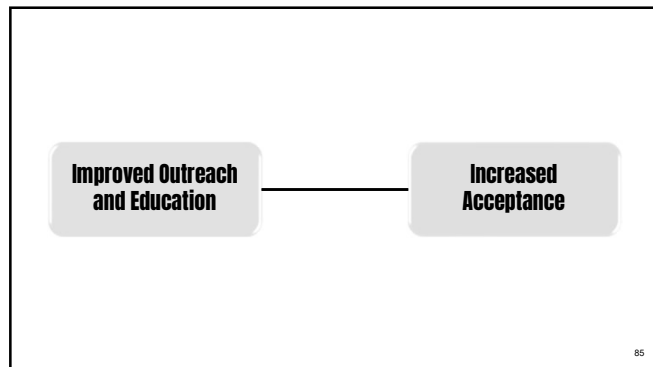 Improved Outreach
and Education
Increased
Acceptance
85